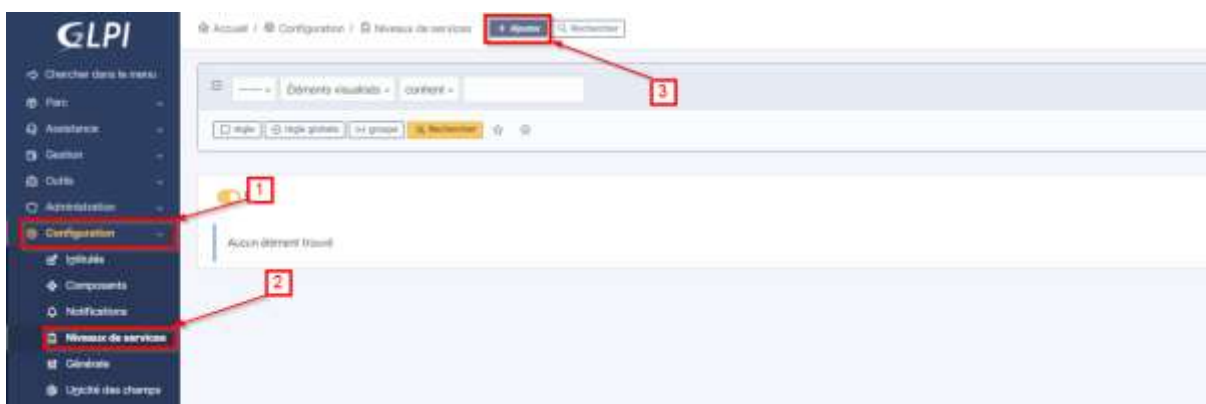 GLPI
Accueil / Configuration / Niveaux de services + Ajouter Rechercher
3
Chercher dans le menu
Parc
Assistance
Gestion
Outils
Administration
Configuration
Intitulés
Composants
Notifications
Niveaux de services
Générale
Unicité des champs
----- Éléments visualisés contient
règle règle globale groupe Rechercher
1
Aucun élément trouvé
2